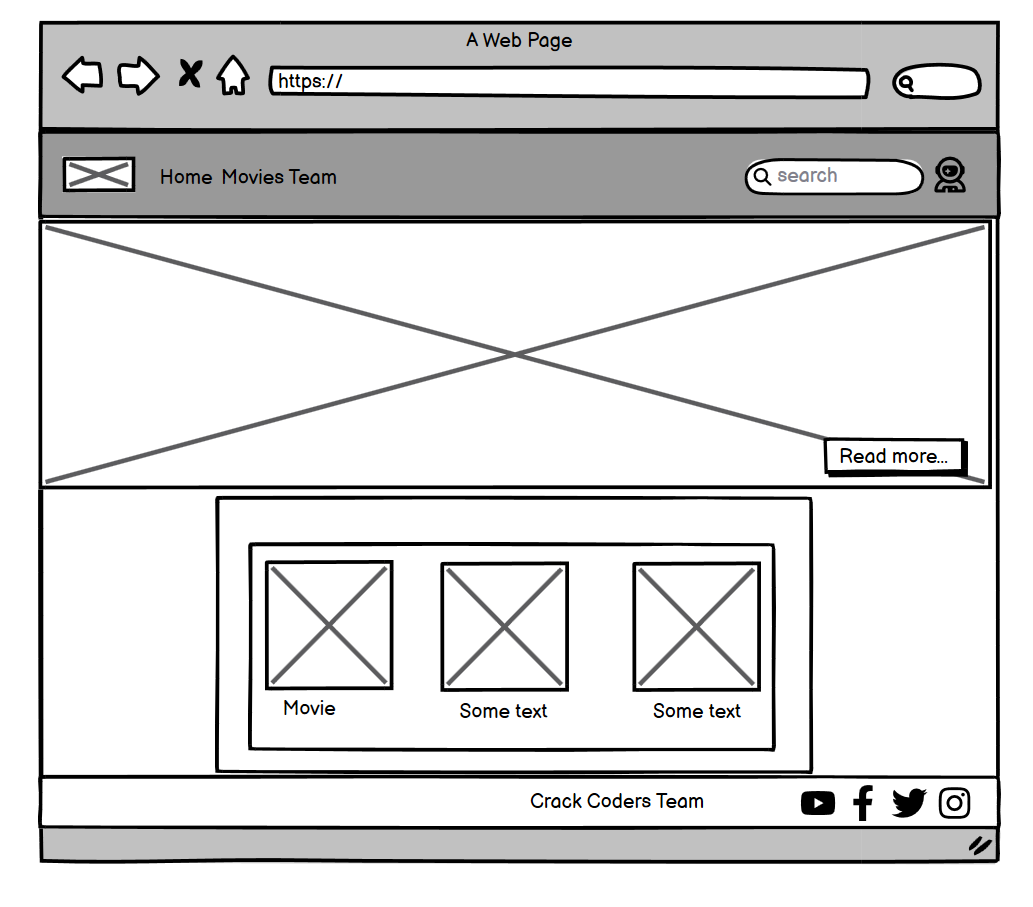 A Web Page
https://
Home Movies Team
search
Read more...
Movie
Some text
Some text
Crack Coders Team